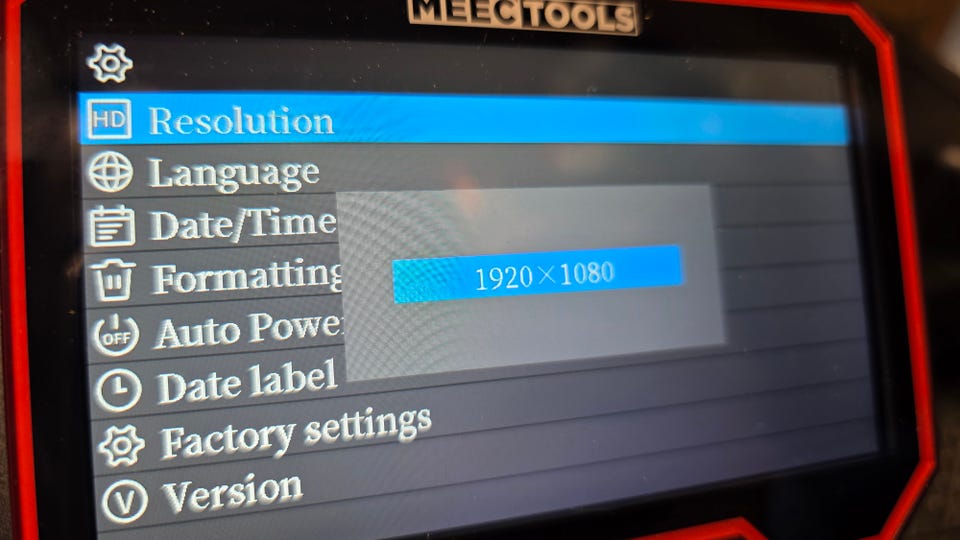 MEECTOOLS
HD Resolution
Language
Date/Time
Formatting
1920×1080
OFF Auto Power
Date label
Factory settings
V Version